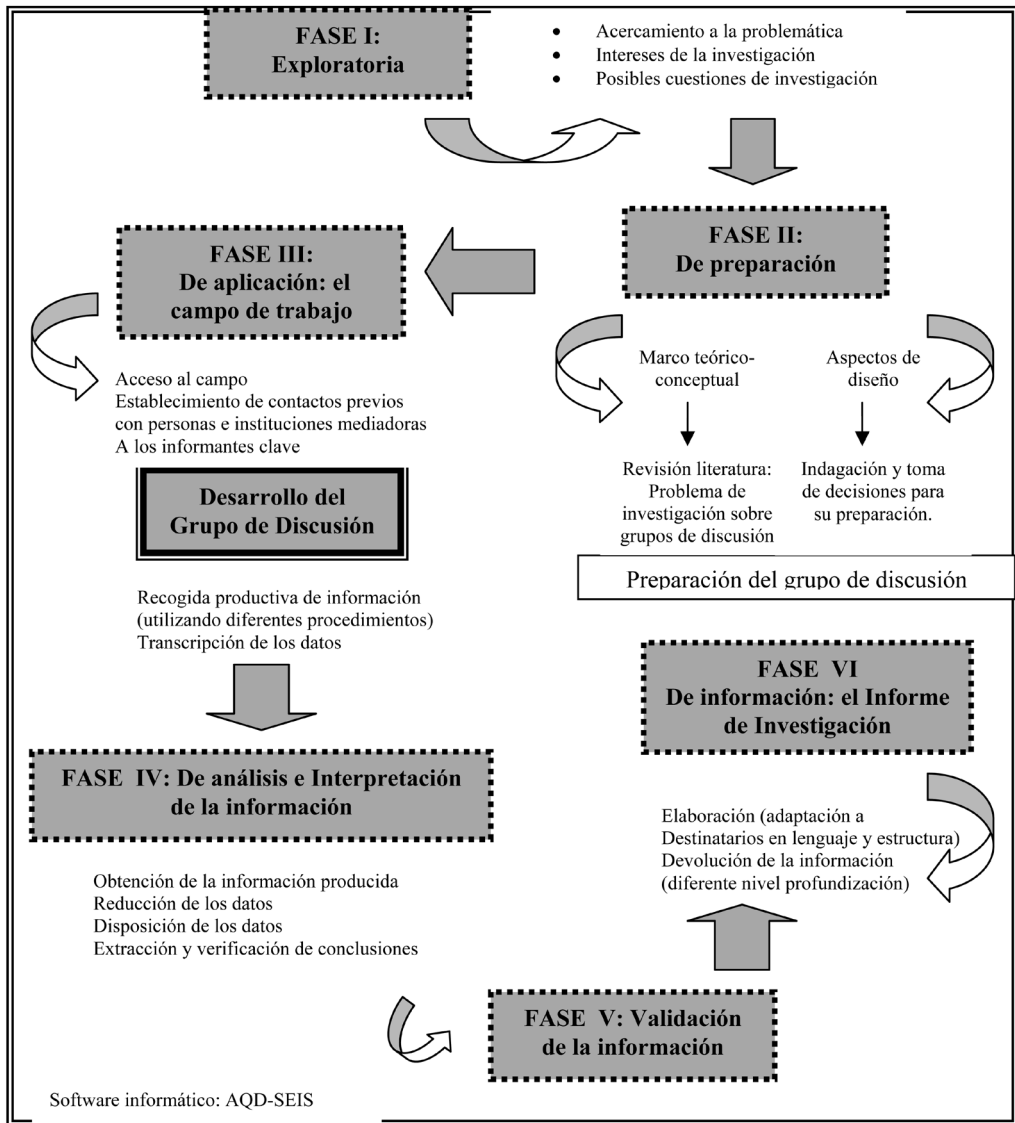 FASE I:
Exploratoria
• Acercamiento a la problemática
• Intereses de la investigación
• Posibles cuestiones de investigación
FASE II:
De preparación
Marco teórico-
conceptual
Revisión literatura:
Problema de
investigación sobre
grupos de discusión
Aspectos de
diseño
Indagación y toma
de decisiones para
su preparación.
Preparación del grupo de discusión
FASE III:
De aplicación: el
campo de trabajo
Acceso al campo
Establecimiento de contactos previos
con personas e instituciones mediadoras
A los informantes clave
Desarrollo del
Grupo de Discusión
Recogida productiva de información
(utilizando diferentes procedimientos)
Transcripción de los datos
FASE IV: De análisis e Interpretación
de la información
Obtención de la información producida
Reducción de los datos
Disposición de los datos
Extracción y verificación de conclusiones
FASE V: Validación
de la información
FASE VI
De información: el Informe
de Investigación
Elaboración (adaptación a
Destinatarios en lenguaje y estructura)
Devolución de la información
(diferente nivel profundización)
Software informático: AQD-SEIS